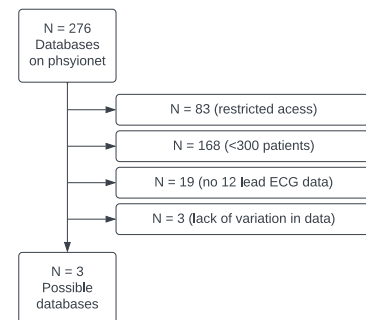 N = 276
Databases
on phsyionet
N = 83 (restricted acess)
N = 168 (<300 patients)
N = 19 (no 12 lead ECG data)
N = 3 (lack of variation in data)
N = 3
Possible
databases